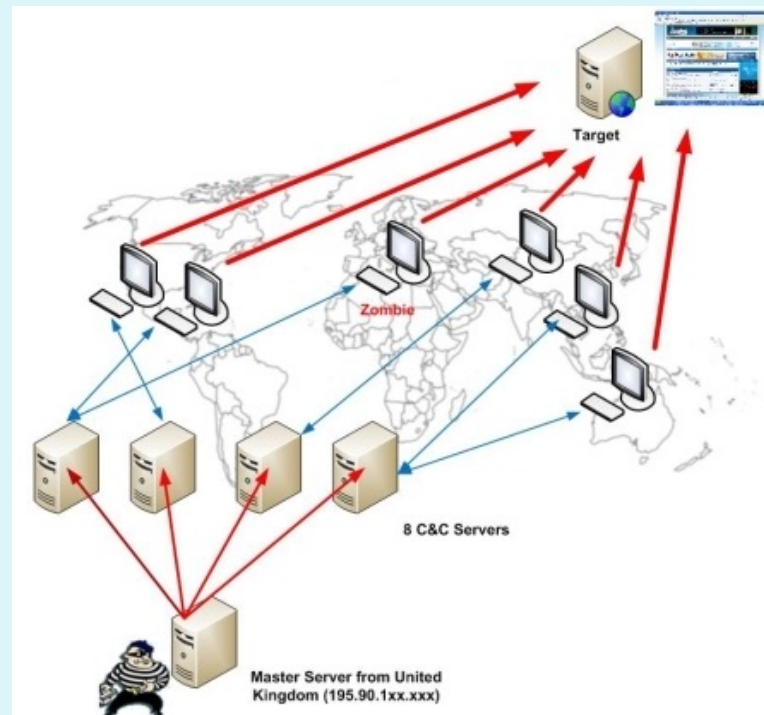 Target
Zombie
8 C&C Servers
Master Server from United
Kingdom (195.90.1xx.xxx)